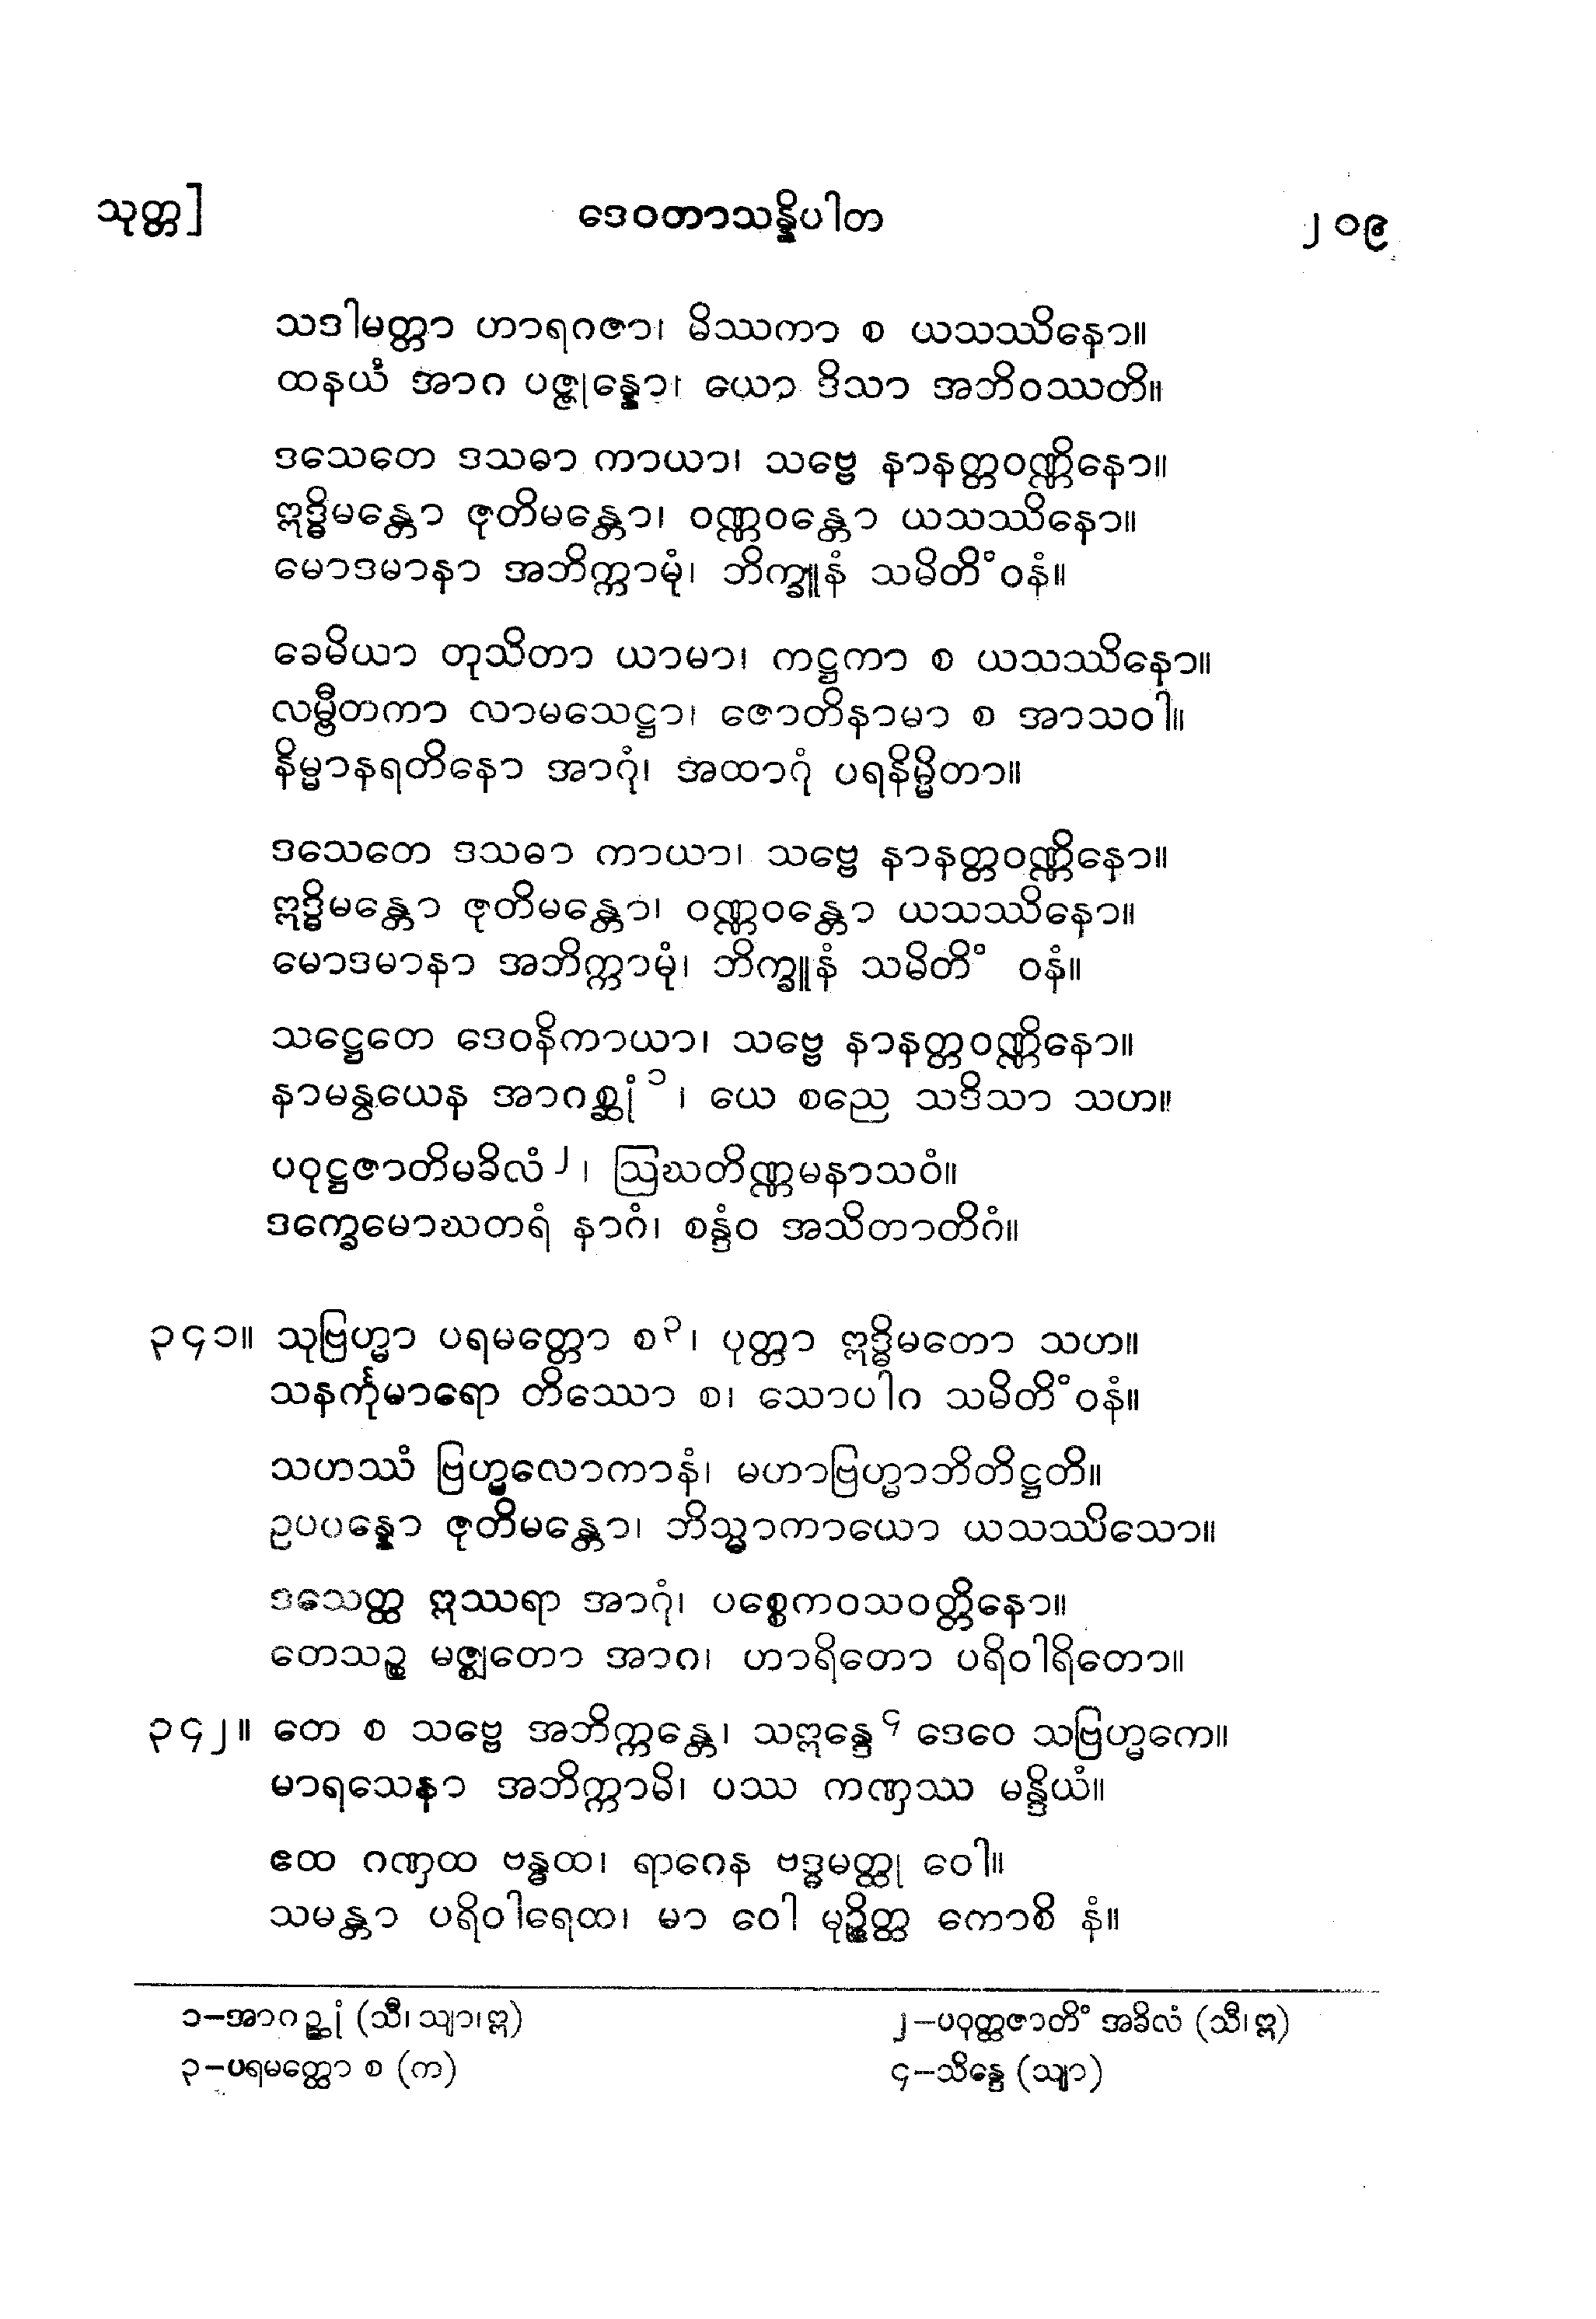 သုတ္တ] ဒေဝတာသန္နိပါတ ၂၀၉
သဒါမတ္တာ ဟာရဂဇာ၊ မိဿကာ စ ယသဿိနော။
ထနယံ အာဂ ပဇ္ဇုန္နော၊ ယော ဒိသာ အဘိဝဿတိ။
ဒသေတေ ဒသဓာ ကာယာ၊ သဗ္ဗေ နာနတ္တဝဏ္ဏိနော။
ဣဒ္ဓိမန္တော ဇုတိမန္တော၊ ဝဏ္ဏဝန္တော ယသဿိနော။
မောဒမာနာ အဘိက္ကာမုံ၊ ဘိက္ခူနံ သမိတိံ ဝနံ။
ခေမိယာ တုသိတာ ယာမာ၊ ကဋ္ဌကာ စ ယသဿိနော။
လမ္ဗီတကာ လာမသေဋ္ဌာ၊ ဇောတိနာမာ စ အာသဝါ။
နိမ္မာနရတိနော အာဂုံ၊ အထာဂုံ ပရနိမ္မိတာ။
ဒသေတေ ဒသဓာ ကာယာ၊ သဗ္ဗေ နာနတ္တဝဏ္ဏိနော။
ဣဒ္ဓိမန္တော ဇုတိမန္တော၊ ဝဏ္ဏဝန္တော ယသဿိနော။
မောဒမာနာ အဘိက္ကာမုံ၊ ဘိက္ခူနံ သမိတိံ ဝနံ။
သဋ္ဌေတေ ဒေဝနိကာယာ၊ သဗ္ဗေ နာနတ္တဝဏ္ဏိနော။
နာမန္ဝယေန အာဂစ္ဆုံ ၁၊ ယေ စညေ သဒိသာ သဟ။
ပဝုဋ္ဌဇာတိမခိလံ ၂၊ ဩဃတိဏ္ဏမနာသဝံ။
ဒက္ခေမောဃတရံ နာဂံ၊ စန္ဒံဝ အသိတာတိဂံ။
၃၄၁။ သုဗြဟ္မာ ပရမတ္တော စ ၃၊ ပုတ္တာ ဣဒ္ဓိမတော သဟ။
သနင်္ကုမာရော တိဿော စ၊ သောပါဂ သမိတိံ ဝနံ။
သဟဿံ ဗြဟ္မလောကာနံ၊ မဟာဗြဟ္မာဘိတိဋ္ဌတိ။
ဥပပန္နော ဇုတိမန္တော၊ ဘိသ္မာကာယော ယသဿိသော။
ဒသေတ္ထ ဣဿရာ အာဂုံ၊ ပစ္စေကဝသဝတ္တိနော။
တေသဉ္စ မဇ္ဈတော အာဂ၊ ဟာရိတော ပရိဝါရိတော။
၃၄၂။ တေ စ သဗ္ဗေ အဘိက္ကန္တေ၊ သဣန္ဒေ ၄ ဒေဝေ သဗြဟ္မကေ။
မာရသေနာ အဘိက္ကာမိ၊ ပဿ ကဏှဿ မန္ဒိယံ။
ဧထ ဂဏှထ ဗန္ဓထ၊ ရာဂေန ဗဒ္ဓမတ္ထု ဝေါ။
သမန္တာ ပရိဝါရေထ၊ မာ ဝေါ မုဉ္စိတ္ထ ကောစိ နံ။
၁-အာဂဉ္ဆုံ (သီ၊ သျာ၊ ဣ) ၂-ပဝုတ္တဇာတိံ အခိလံ (သီ၊ ဣ)
၃-ပရမတ္ထော စ (က) ၄-သိန္ဒေ (သျာ)